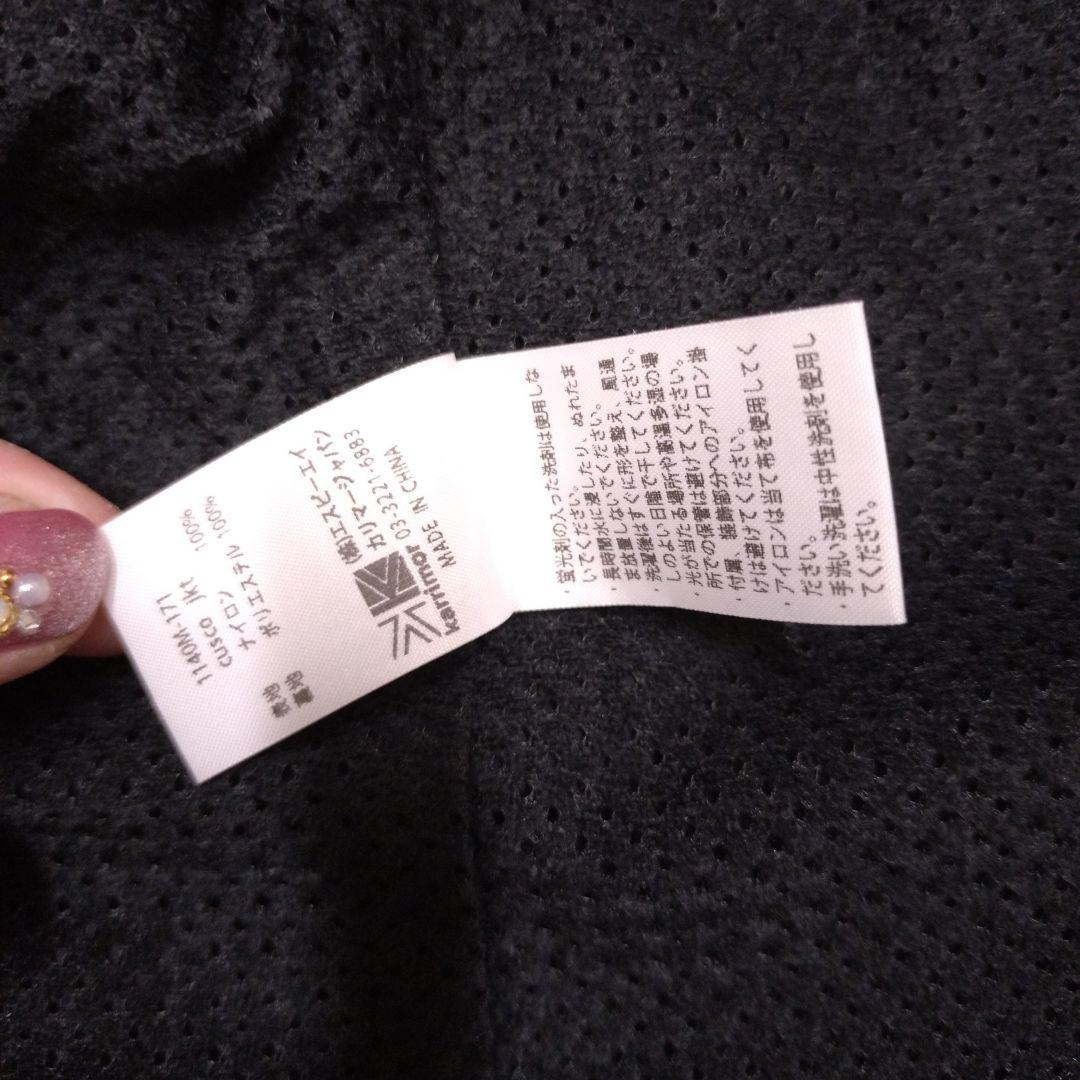 1140M-171
cusco jkt
表地 ナイロン 100%
裏地 ポリエステル 100%
(株)エスピーエイ
カリマージャパン
karrimor 03-3221-6883
MADE IN CHINA
・蛍光剤の入った洗剤は使用しな
いでください。
・長時間水に浸したり、ぬれたま
ま放置しないでください。
・洗濯後はすぐに形を整え、風通
しのよい日陰で干してください。
・光が当たる場所や高温多湿の場
所での保管は避けてください。
・付属、装飾部分へのアイロン掛
けは避けてください。
・アイロンは当て布を使用してく
ださい。
・手洗い洗濯は中性洗剤を使用し
てください。